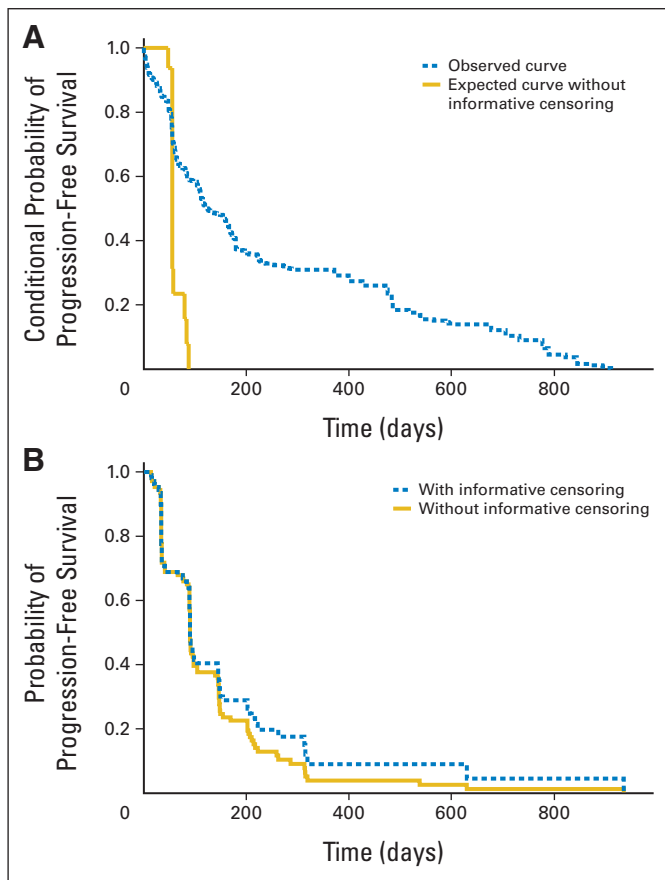 A
1.0
0.8
0.6
0.4
0.2
0
200
400
600
800
Conditional Probability of
Progression-Free Survival
Time (days)
Observed curve
Expected curve without
informative censoring
B
1.0
0.8
0.6
0.4
0.2
0
200
400
600
800
Probability of
Progression-Free Survival
Time (days)
With informative censoring
Without informative censoring